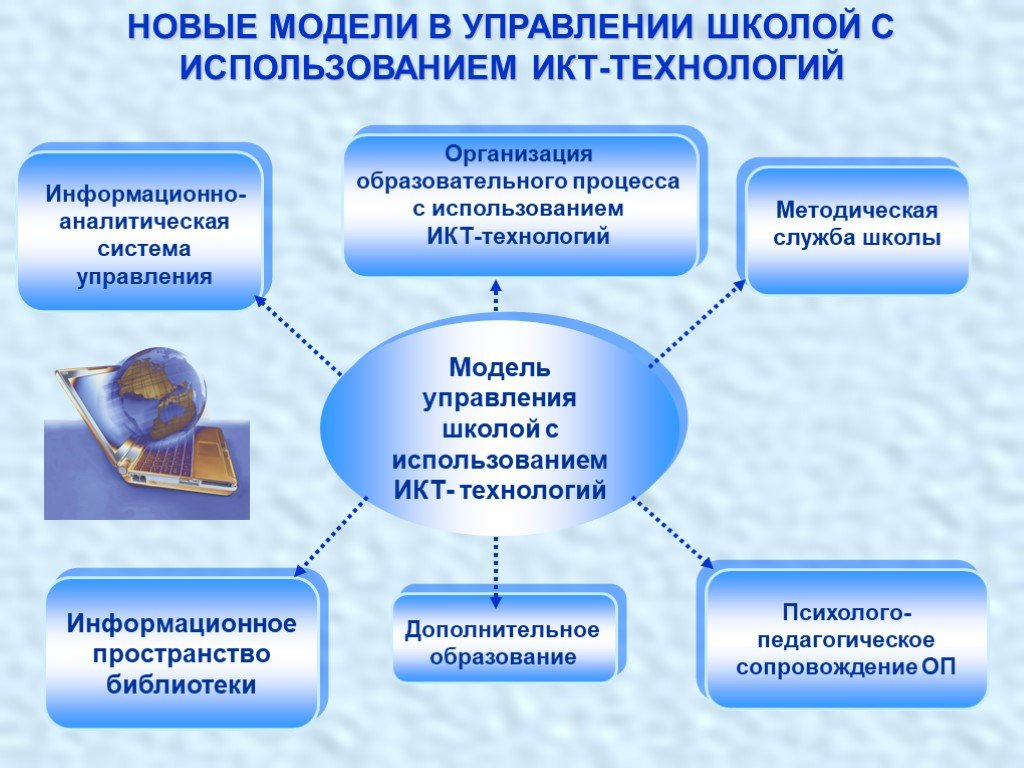 НОВЫЕ МОДЕЛИ В УПРАВЛЕНИИ ШКОЛОЙ С
ИСПОЛЬЗОВАНИЕМ ИКТ-ТЕХНОЛОГИЙ
Информационно-
аналитическая
система
управления
Организация
образовательного процесса
с использованием
ИКТ-технологий
Методическая
служба школы
Модель
управления
школой с
использованием
ИКТ- технологий
Информационное
пространство
библиотеки
Дополнительное
образование
Психолого-
педагогическое
сопровождение ОП